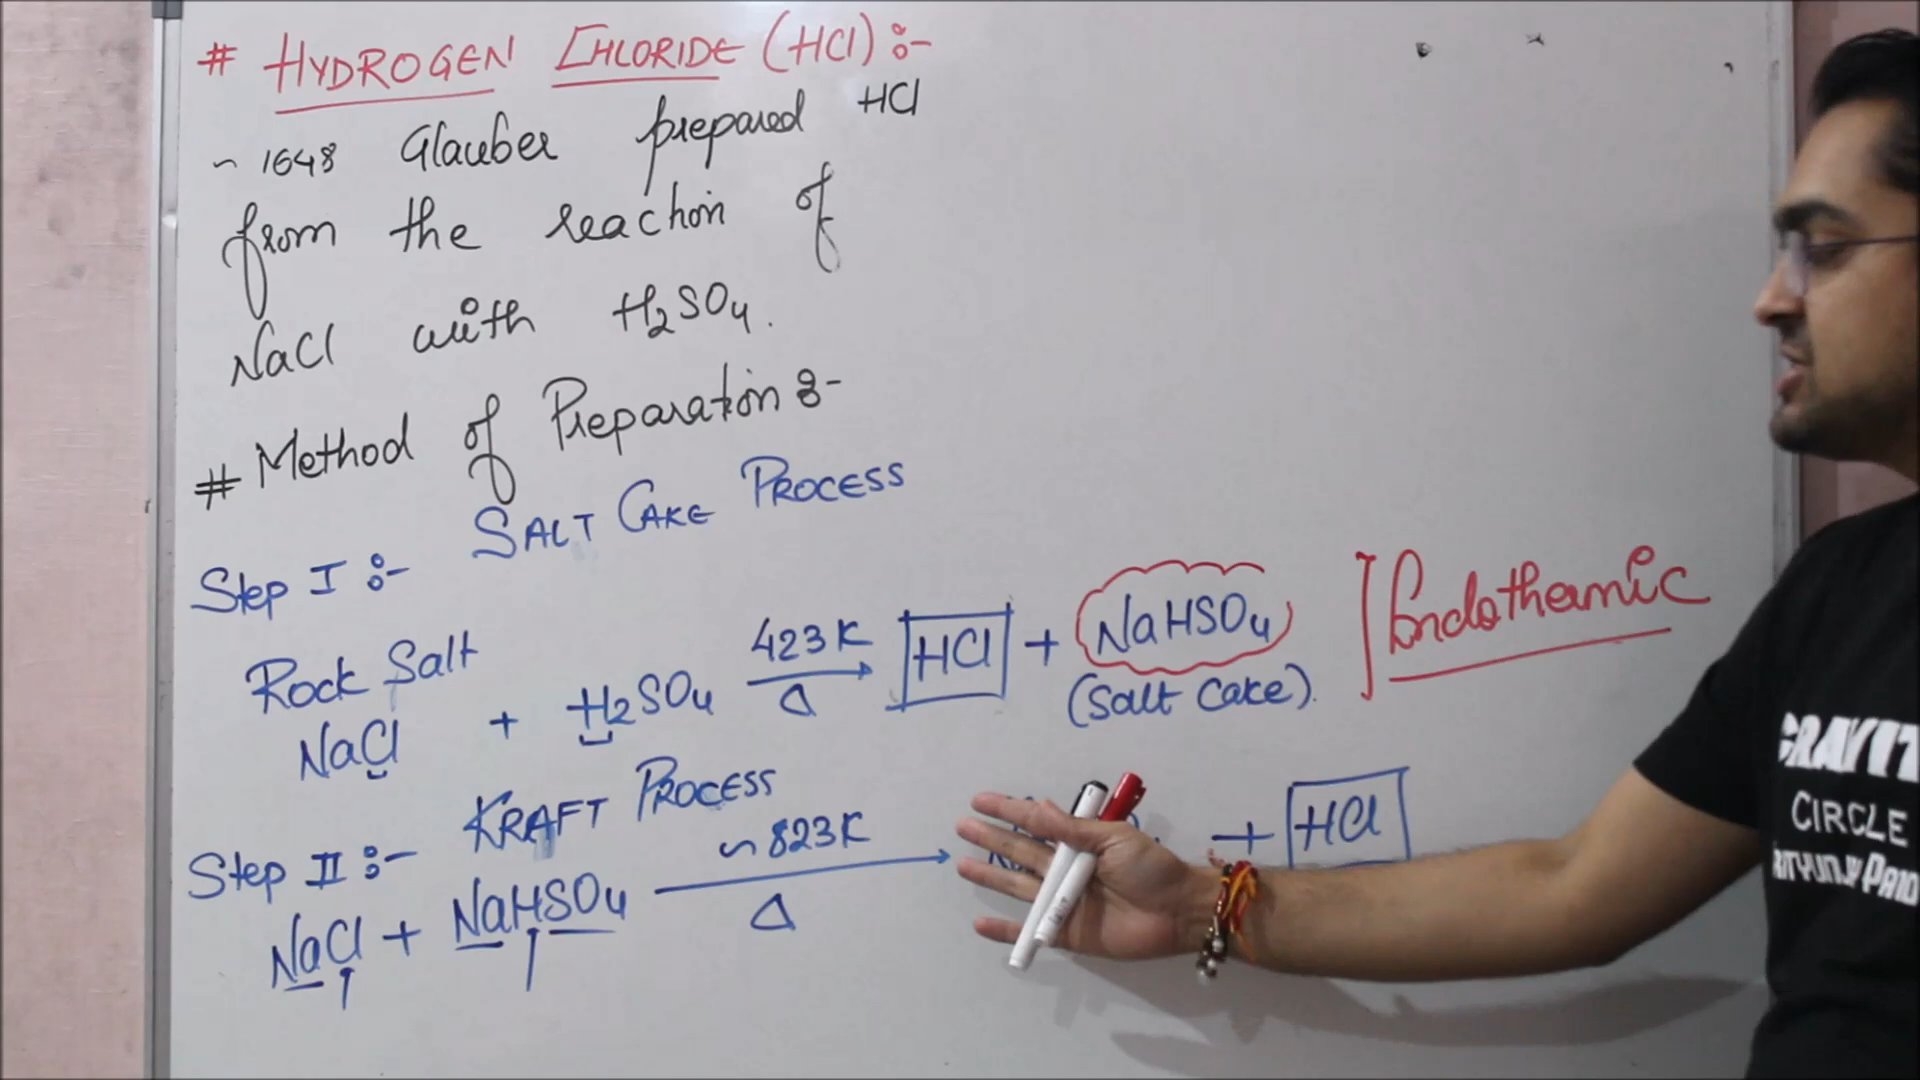 # HYDROGEN CHLORIDE (HCl) :-
~ 1648 Glauber prepared HCl
from the reaction of
NaCl with H2SO4.
# Method of Preparation :-
SALT CAKE PROCESS
Step I :-
Rock Salt
NaCl + H2SO4 423K Δ → HCl + NaHSO4 ] Endothermic
(Salt Cake).
KRAFT PROCESS
Step II :-
NaCl + NaHSO4 ~823K Δ → + HCl
CIRCLE